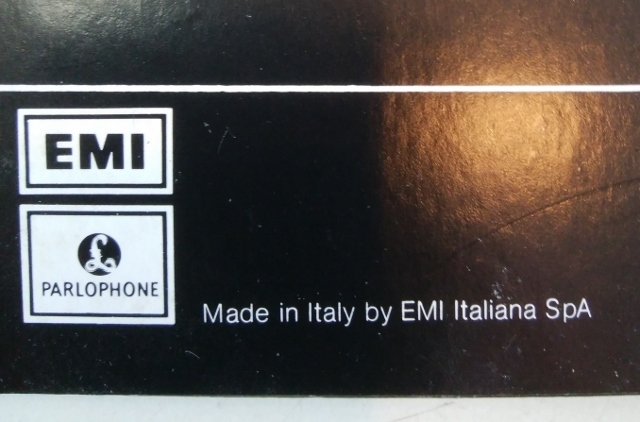 EMI
£
PARLOPHONE
Made in Italy by EMI Italiana SpA